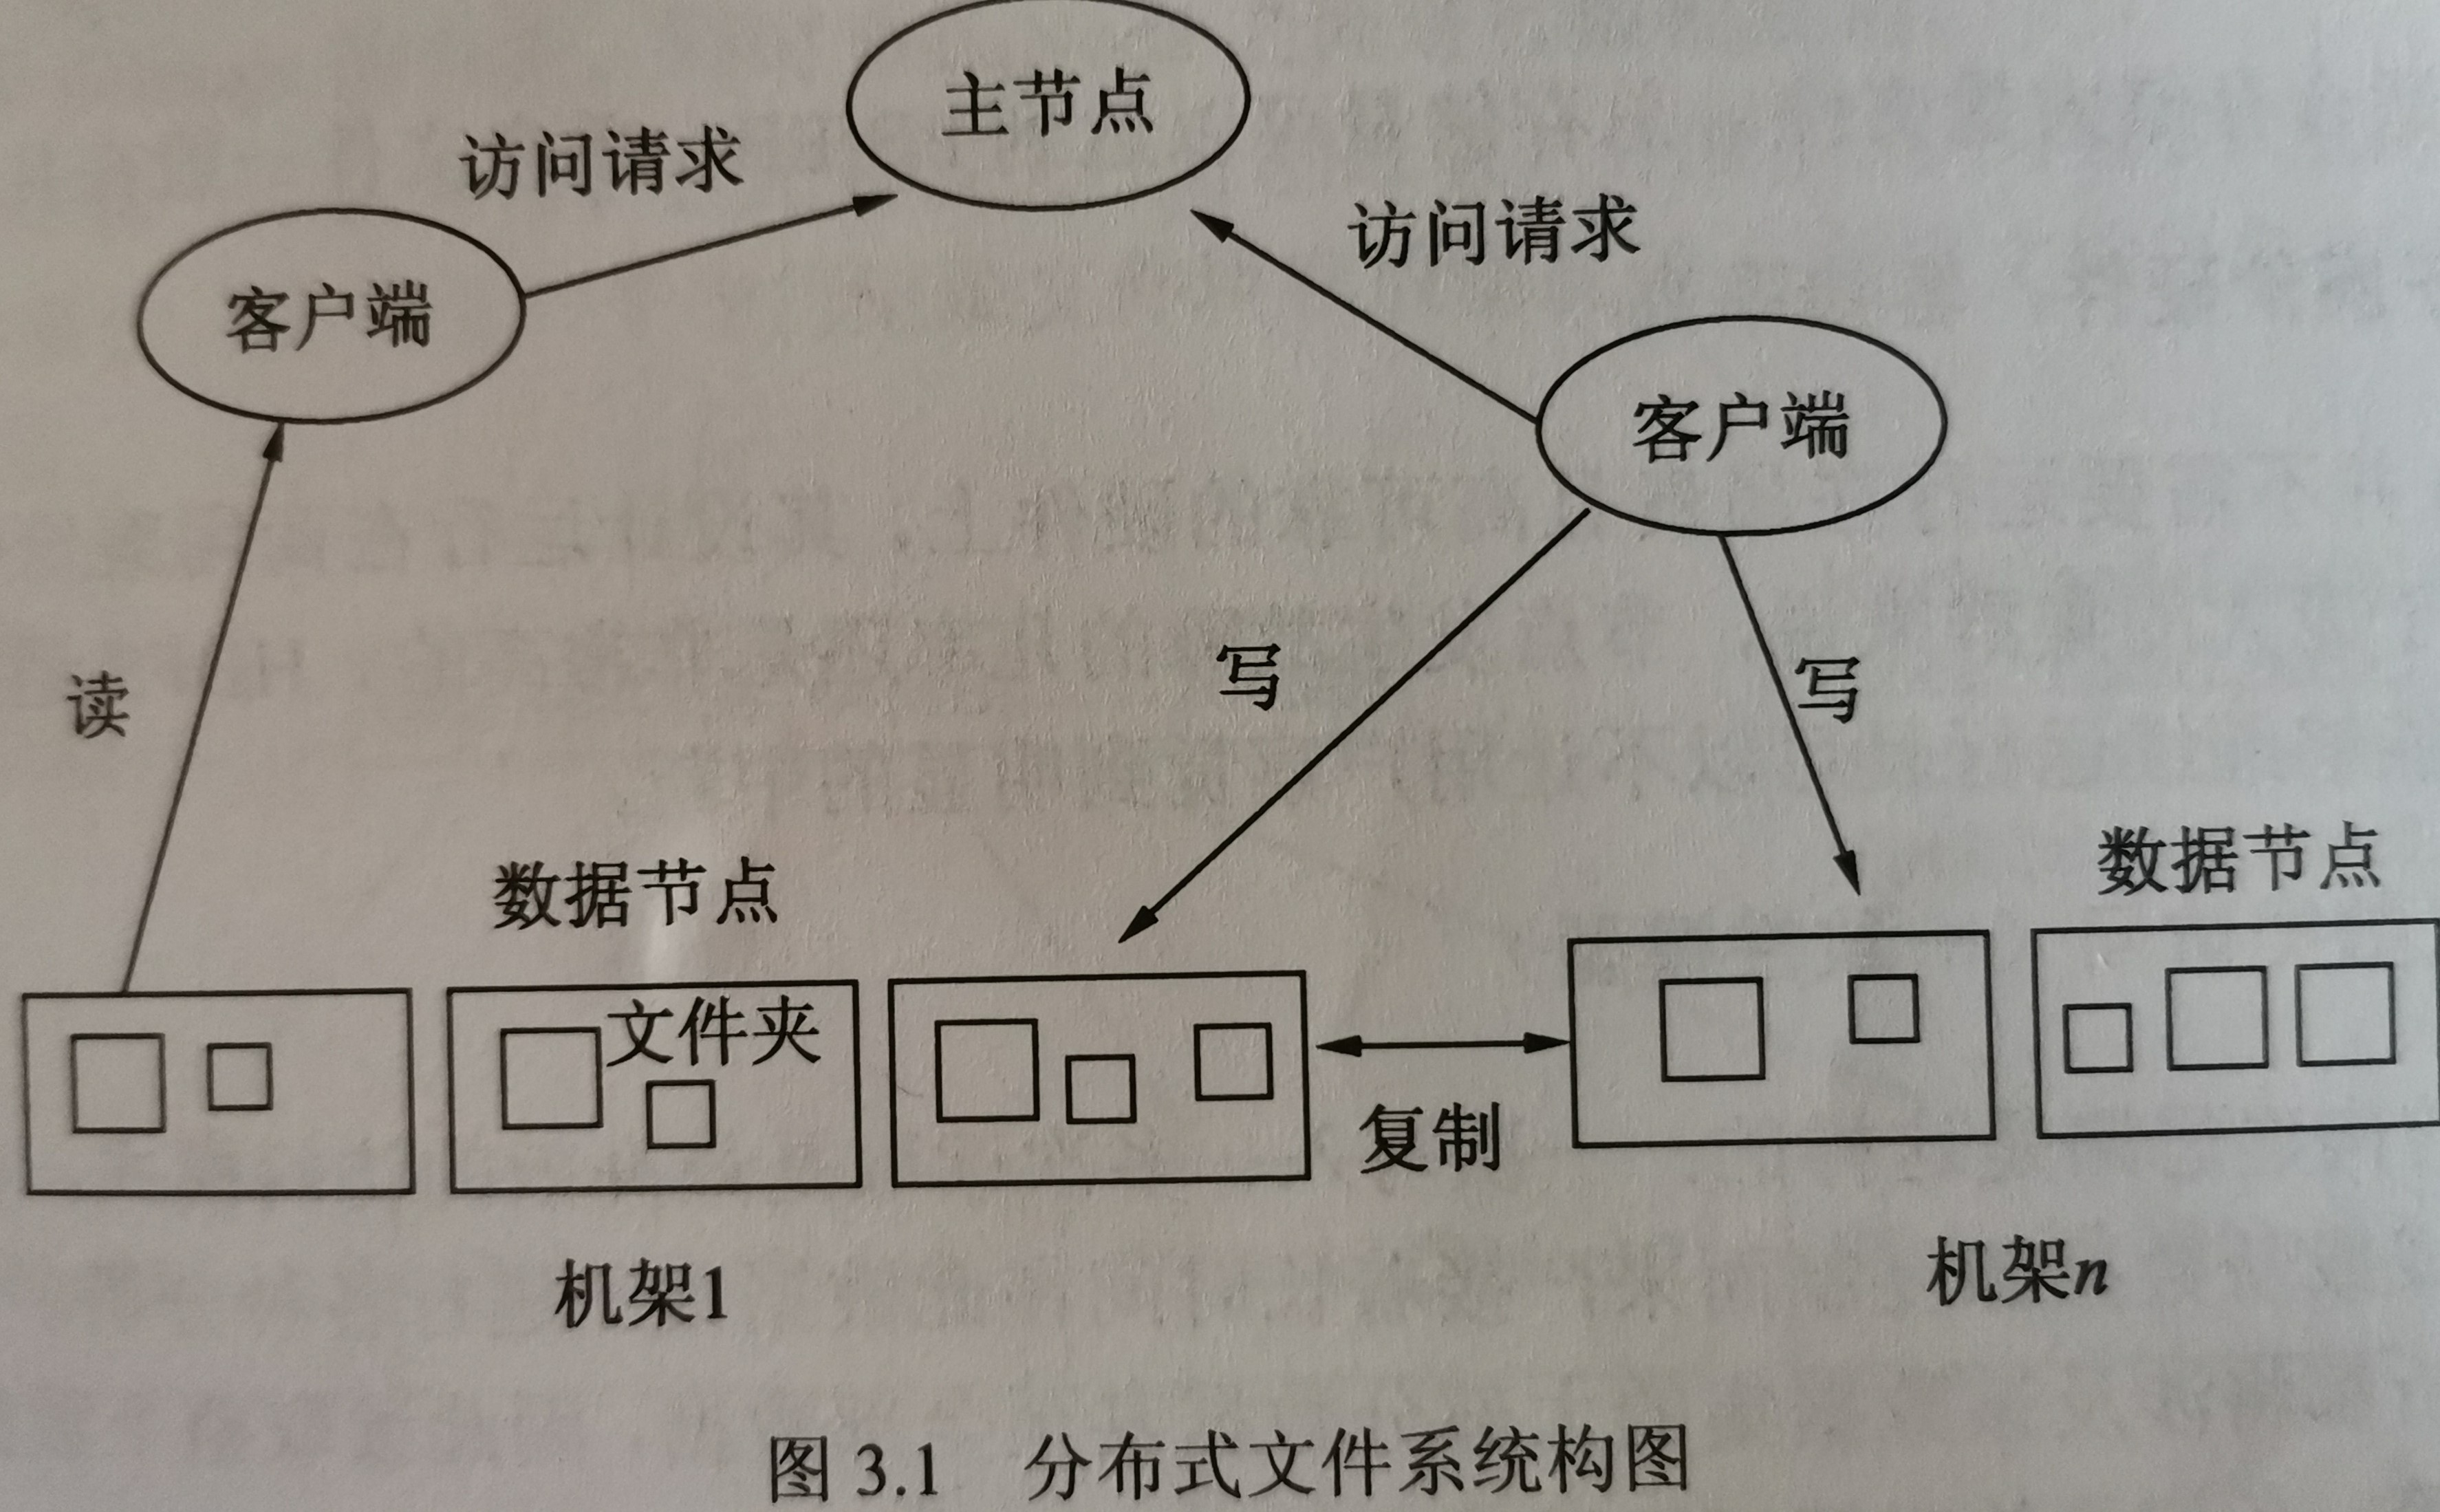 主节点
访问请求
访问请求
客户端
客户端
读
写
写
数据节点
数据节点
文件夹
复制
机架1
机架n
图 3.1 分布式文件系统构图